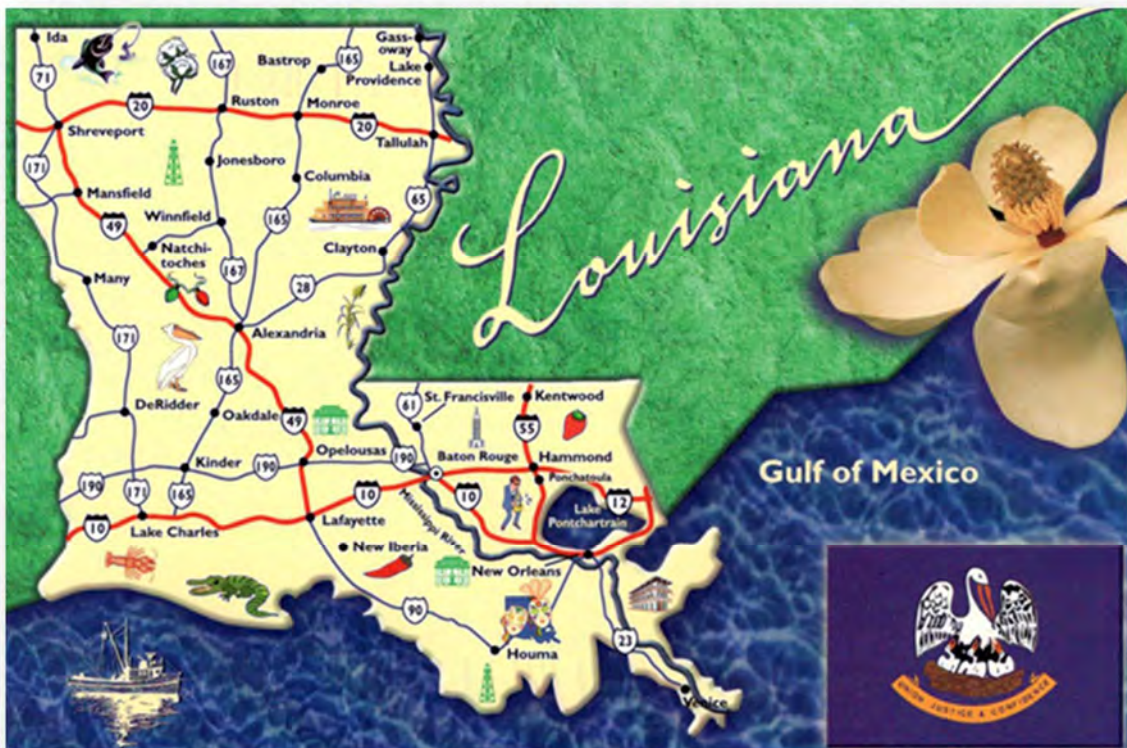 Ida
71
167
Bastrop
165
Gass-
oway
Lake
Providence
20
Ruston
Monroe
20
Shreveport
Tallulah
171
Jonesboro
Columbia
Mansfield
65
49
Winnfield
165
Clayton
Natchi-
toches
167
28
Many
Alexandria
171
165
DeRidder
Oakdale
49
61
St. Francisville
Kentwood
55
Opelousas
190
Baton Rouge
Hammond
Kinder
190
190
Ponchatoula
171
165
10
10
Lake
Pontchartrain
12
10
Lake Charles
Lafayette
Mississippi River
New Iberia
New Orleans
90
23
Houma
Venice
Louisiana
Gulf of Mexico
UNION JUSTICE & CONFIDENCE